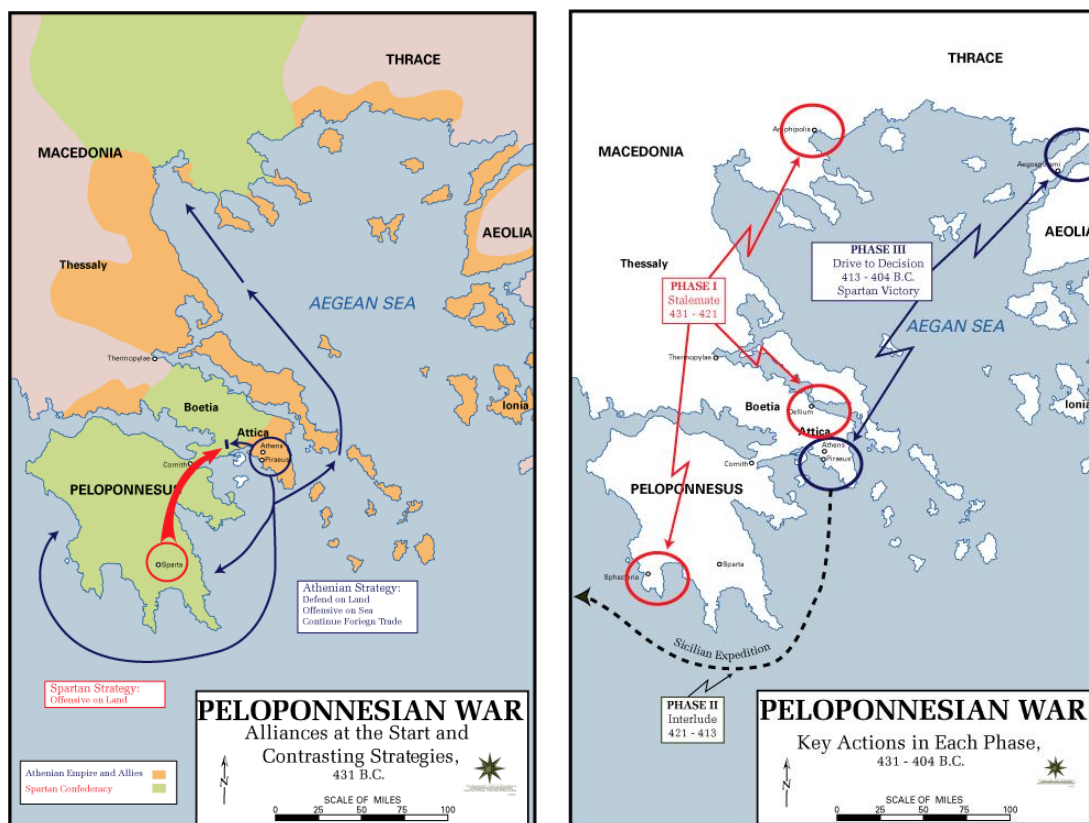 THRACE
MACEDONIA
AEOLIA
Thessaly
AEGEAN SEA
Thermopylae
Ionia
Boetia
Attica
Athens
Piraeus
Cornith
PELOPONNESUS
Sparta
Athenian Strategy:
Defend on Land
Offensive on Sea
Continue Foriegn Trade
Spartan Strategy:
Offensive on Land
PELOPONNESIAN WAR
Alliances at the Start and
Contrasting Strategies,
431 B.C.
Athenian Empire and Allies
Spartan Confederacy
N
SCALE OF MILES
0 25 50 75 100
THRACE
Amphipolis
MACEDONIA
Aegospotemi
AEOLIA
PHASE III
Drive to Decision
413 - 404 B.C.
Spartan Victory
Thessaly
PHASE I
Stalemate
431 - 421
AEGAN SEA
Thermopylae
Ionia
Boetia
Dellium
Attica
Athens
Piraeus
Cornith
PELOPONNESUS
Sphacteria
Sparta
Sicilian Expedition
PHASE II
Interlude
421 - 413
PELOPONNESIAN WAR
Key Actions in Each Phase,
431 - 404 B.C.
N
SCALE OF MILES
0 25 50 75 100